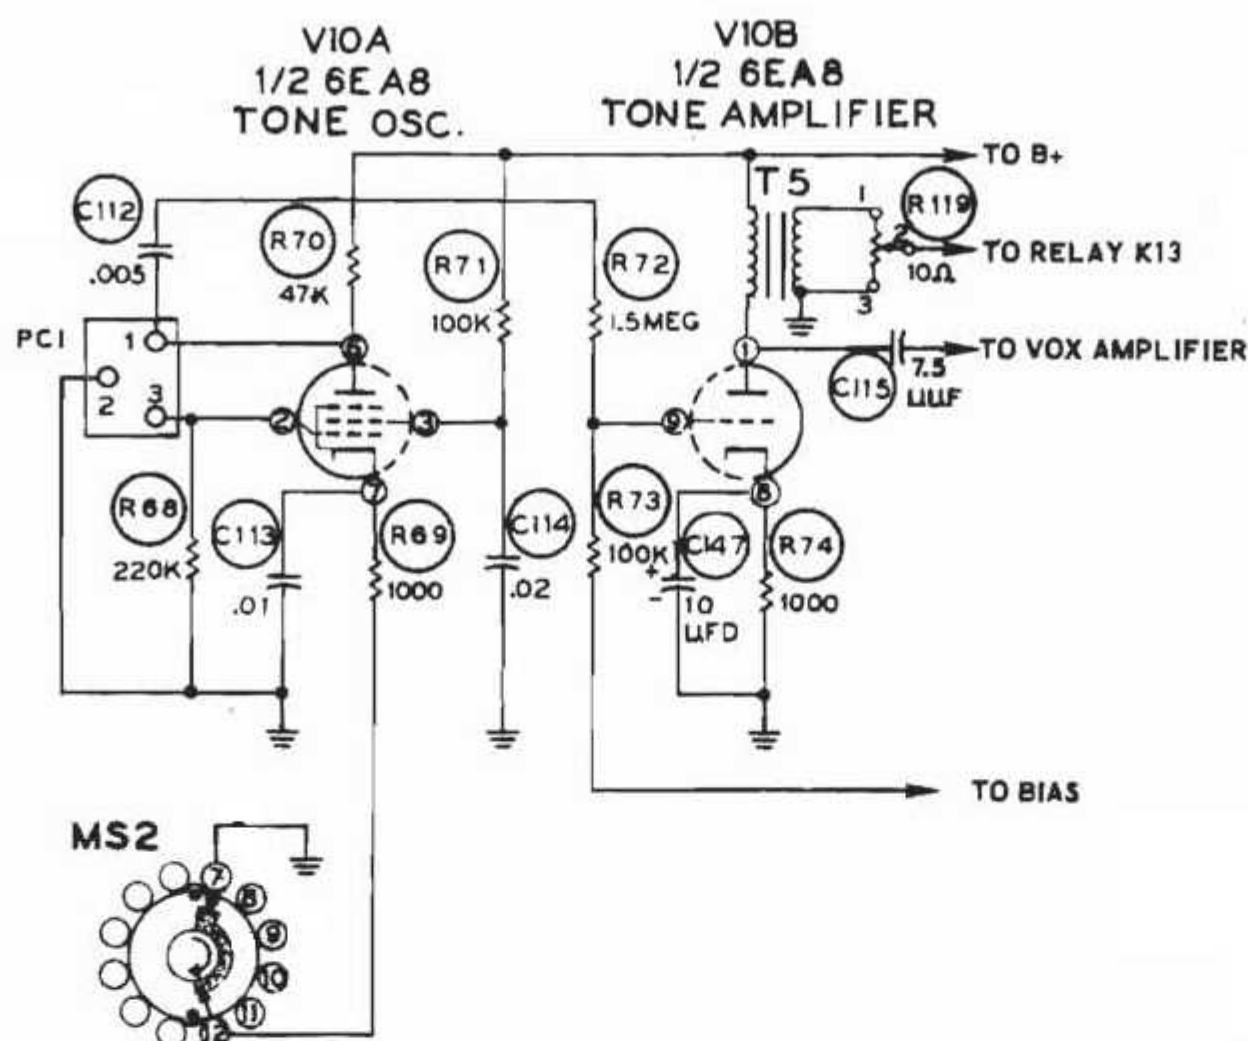 V10A
1/2 6EA8
TONE OSC.
V10B
1/2 6EA8
TONE AMPLIFIER
TO B+
T5
C112
.005
R70
47K
R71
100K
R72
1.5MEG
1
R119
2
10Ω
3
TO RELAY K13
PC1
1
2
3
6
2
3
7
1
9
8
TO VOX AMPLIFIER
C115
7.5
UUF
R68
220K
C113
.01
R69
1000
C114
.02
R73
100K
C147
+
-
10
UFD
R74
1000
TO BIAS
MS2
7
8
9
10
11
12